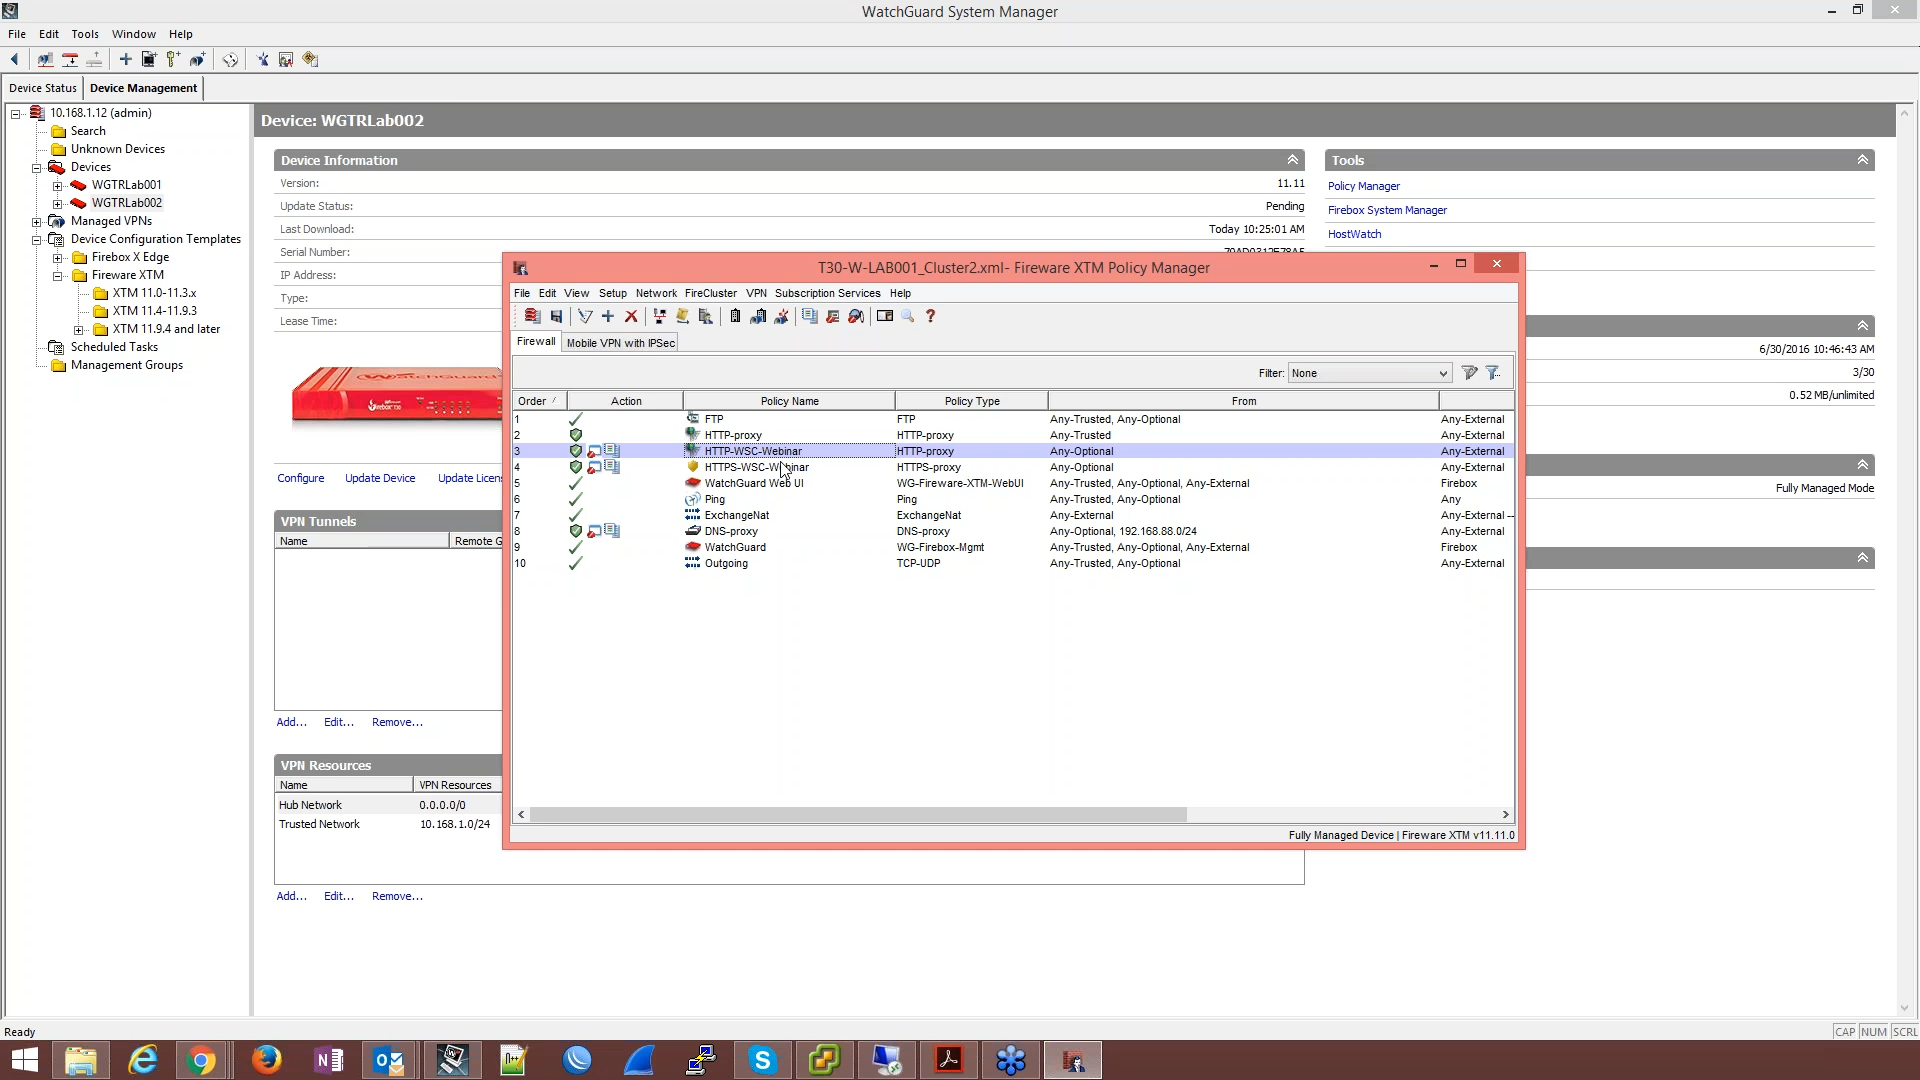 WatchGuard System Manager
File Edit Tools Window Help
Device Status Device Management
10.168.1.12 (admin)
Search
Unknown Devices
Devices
WGTRLab001
WGTRLab002
Managed VPNs
Device Configuration Templates
Fireware X Edge
Fireware XTM
XTM 11.0-11.3.x
XTM 11.4-11.9.3
XTM 11.9.4 and later
Scheduled Tasks
Management Groups
Device: WGTRLab002
Device Information
Version: 11.11
Update Status: Pending
Last Download: Today 10:25:01 AM
Serial Number:
IP Address:
Type:
Lease Time:
WatchGuard
Firebox T30
Configure Update Device Update Licen
VPN Tunnels
Name Remote G
Add... Edit... Remove...
VPN Resources
Name VPN Resources
Hub Network 0.0.0.0/0
Trusted Network 10.168.1.0/24
Add... Edit... Remove...
Tools
Policy Manager
Firebox System Manager
HostWatch
6/30/2016 10:46:43 AM
3/30
0.52 MB/unlimited
Fully Managed Mode
T30-W-LAB001_Cluster2.xml- Fireware XTM Policy Manager
File Edit View Setup Network FireCluster VPN Subscription Services Help
Firewall Mobile VPN with IPSec
Filter: None
Order Action Policy Name Policy Type From
1 FTP FTP Any-Trusted, Any-Optional Any-External
2 HTTP-proxy HTTP-proxy Any-Trusted Any-External
3 HTTP-WSC-Webinar HTTP-proxy Any-Optional Any-External
4 HTTPS-WSC-Webinar HTTPS-proxy Any-Optional Any-External
5 WatchGuard Web UI WG-Fireware-XTM-WebUI Any-Trusted, Any-Optional, Any-External Firebox
6 Ping Ping Any-Trusted, Any-Optional Any
7 ExchangeNat ExchangeNat Any-External Any-External --
8 DNS-proxy DNS-proxy Any-Optional, 192.168.88.0/24 Any-External
9 WatchGuard WG-Firebox-Mgmt Any-Trusted, Any-Optional, Any-External Firebox
10 Outgoing TCP-UDP Any-Trusted, Any-Optional Any-External
Fully Managed Device | Fireware XTM v11.11.0
Ready
CAP NUM SCRL